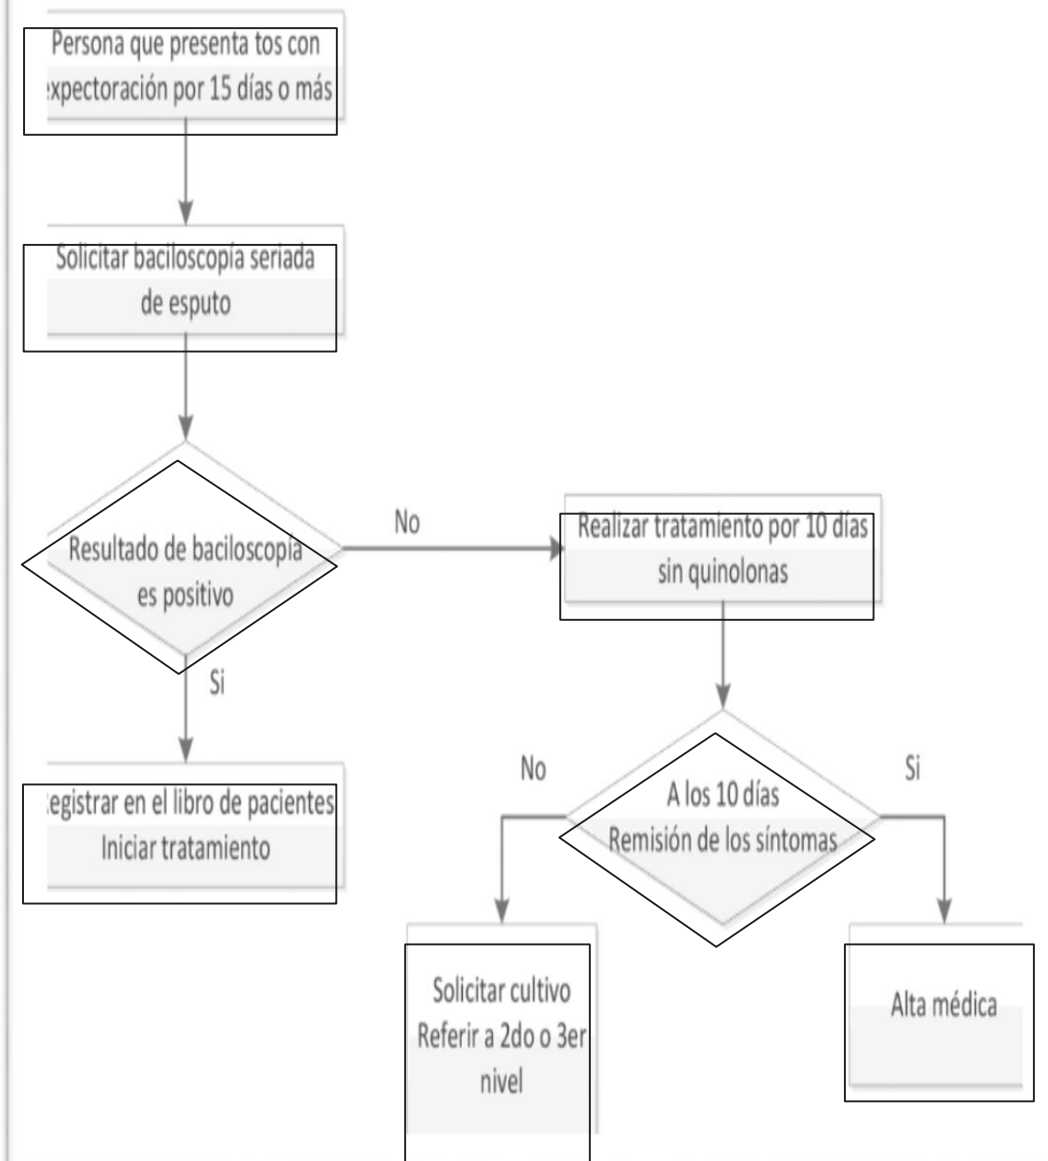 Persona que presenta tos con
xpectoración por 15 días o más
Solicitar baciloscopía seriada
de esputo
Resultado de baciloscopía
es positivo
No
Si
egistrar en el libro de pacientes
Iniciar tratamiento
Realizar tratamiento por 10 días
sin quinolonas
A los 10 días
Remisión de los síntomas
No
Si
Solicitar cultivo
Referir a 2do o 3er
nivel
Alta médica